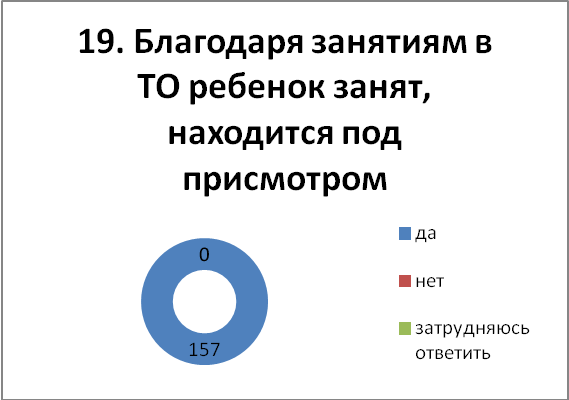 19. Благодаря занятиям в
ТО ребенок занят,
находится под
присмотром
0
157
да
нет
затрудняюсь
ответить